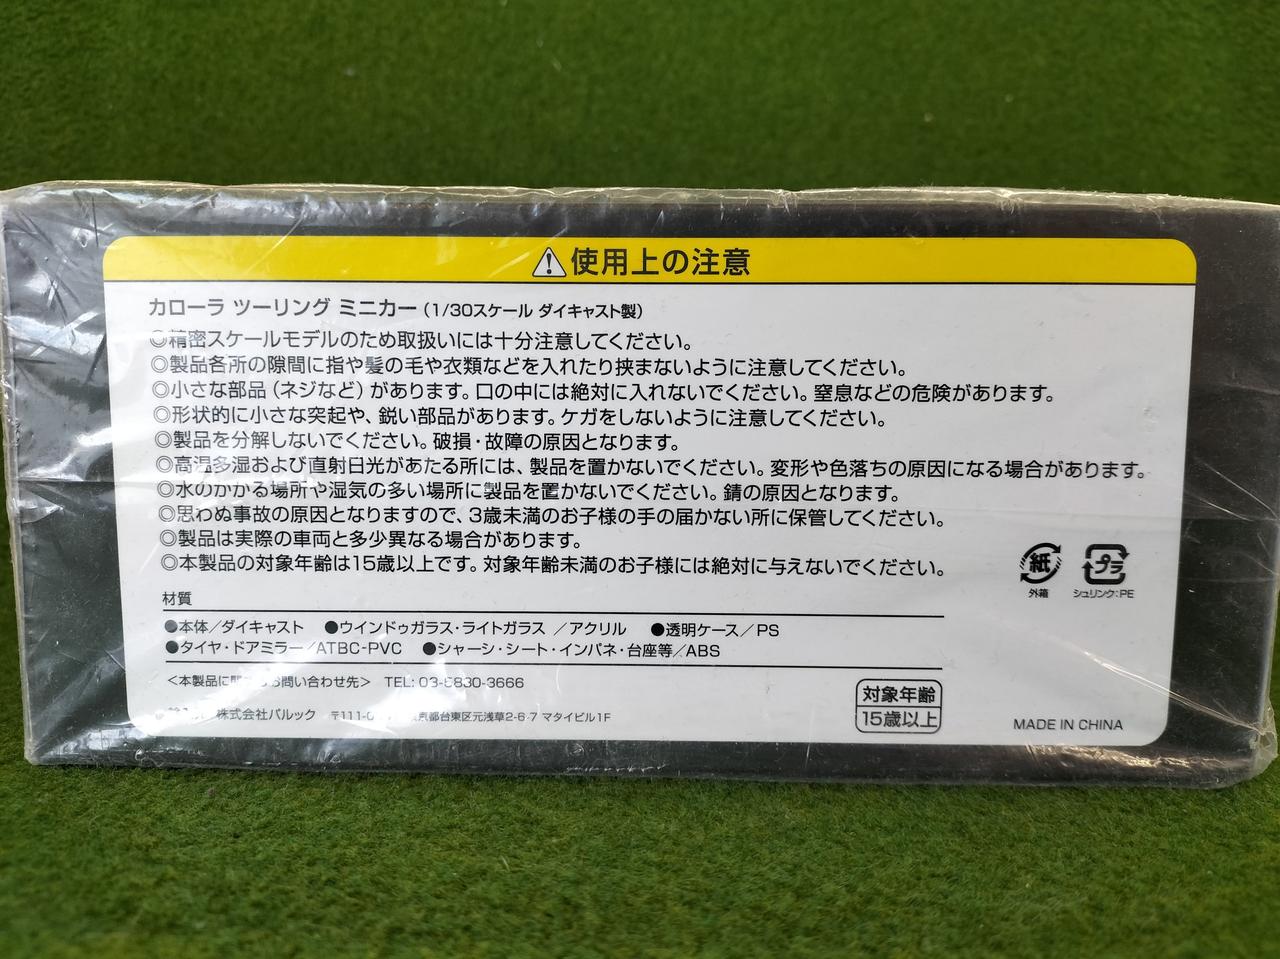 使用上の注意
カローラ ツーリング ミニカー（1/30スケール ダイキャスト製）
◎精密スケールモデルのため取扱いには十分注意してください。
◎製品各所の隙間に指や髪の毛や衣類などを入れたり挟まないように注意してください。
◎小さな部品（ネジなど）があります。口の中には絶対に入れないでください。窒息などの危険があります。
◎形状的に小さな突起や、鋭い部品があります。ケガをしないように注意してください。
◎製品を分解しないでください。破損・故障の原因となります。
◎高温多湿および直射日光があたる所には、製品を置かないでください。変形や色落ちの原因になる場合があります。
◎水のかかる場所や湿気の多い場所に製品を置かないでください。錆の原因となります。
◎思わぬ事故の原因となりますので、3歳未満のお子様の手の届かない所に保管してください。
◎製品は実際の車両と多少異なる場合があります。
◎本製品の対象年齢は15歳以上です。対象年齢未満のお子様には絶対に与えないでください。
紙
外箱
プラ
シュリンク：PE
材質
●本体／ダイキャスト ●ウインドゥガラス・ライトガラス ／アクリル ●透明ケース／PS
●タイヤ・ドアミラー／ATBC-PVC ●シャーシ・シート・インパネ・台座等／ABS
＜本製品に お問い合わせ先＞ TEL: 03-5830-3666
株式会社パルック 〒111-0 京都台東区元浅草2-6-7 マタイビル1F
対象年齢
15歳以上
MADE IN CHINA